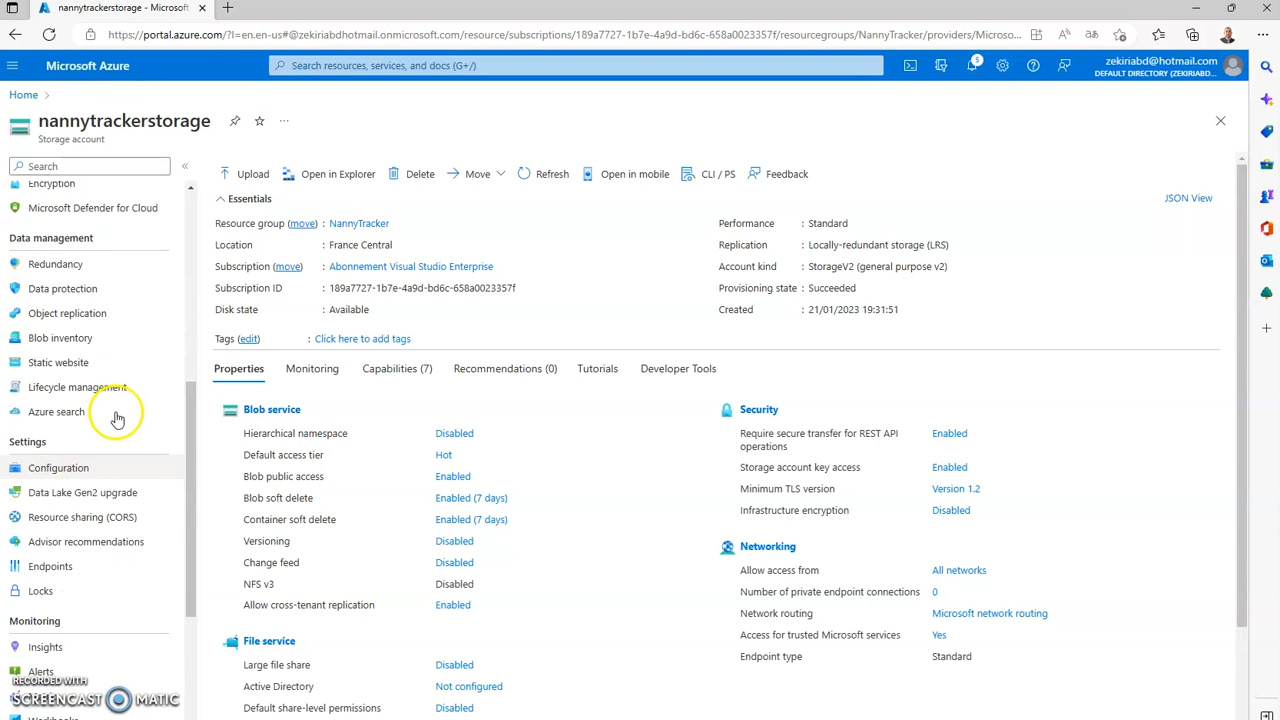 nannytrackerstorage - Microsoft
https://portal.azure.com/?l=en.en-us#@zekiriabdhotmail.onmicrosoft.com/resource/subscriptions/189a7727-1b7e-4a9d-bd6c-658a0023357f/resourcegroups/NannyTracker/providers/Microso...
Microsoft Azure
Search resources, services, and docs (G+/)
5
zekiriabd@hotmail.com
DEFAULT DIRECTORY (ZEKIRIABD...
Home
nannytrackerstorage
Storage account
Search
Upload
Open in Explorer
Delete
Move
Refresh
Open in mobile
CLI / PS
Feedback
Encryption
Microsoft Defender for Cloud
Data management
Redundancy
Data protection
Object replication
Blob inventory
Static website
Lifecycle management
Azure search
Settings
Configuration
Data Lake Gen2 upgrade
Resource sharing (CORS)
Advisor recommendations
Endpoints
Locks
Monitoring
Insights
Alerts
RECORDED WITH
SCREENCAST MATIC
Essentials
JSON View
Resource group (move) : NannyTracker
Location : France Central
Subscription (move) : Abonnement Visual Studio Enterprise
Subscription ID : 189a7727-1b7e-4a9d-bd6c-658a0023357f
Disk state : Available
Performance : Standard
Replication : Locally-redundant storage (LRS)
Account kind : StorageV2 (general purpose v2)
Provisioning state : Succeeded
Created : 21/01/2023 19:31:51
Tags (edit) : Click here to add tags
Properties
Monitoring
Capabilities (7)
Recommendations (0)
Tutorials
Developer Tools
Blob service
Hierarchical namespace Disabled
Default access tier Hot
Blob public access Enabled
Blob soft delete Enabled (7 days)
Container soft delete Enabled (7 days)
Versioning Disabled
Change feed Disabled
NFS v3 Disabled
Allow cross-tenant replication Enabled
File service
Large file share Disabled
Active Directory Not configured
Default share-level permissions Disabled
Security
Require secure transfer for REST API Enabled
operations
Storage account key access Enabled
Minimum TLS version Version 1.2
Infrastructure encryption Disabled
Networking
Allow access from All networks
Number of private endpoint connections 0
Network routing Microsoft network routing
Access for trusted Microsoft services Yes
Endpoint type Standard